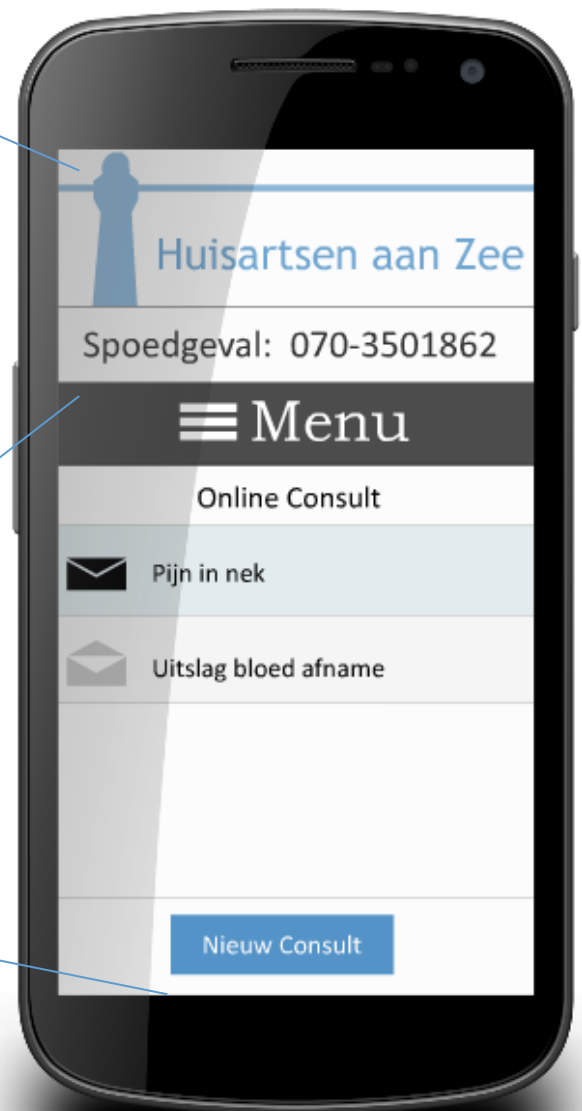 Huisartsen aan Zee
Spoedgeval: 070-3501862
Menu
Online Consult
Pijn in nek
Uitslag bloed afname
Nieuw Consult